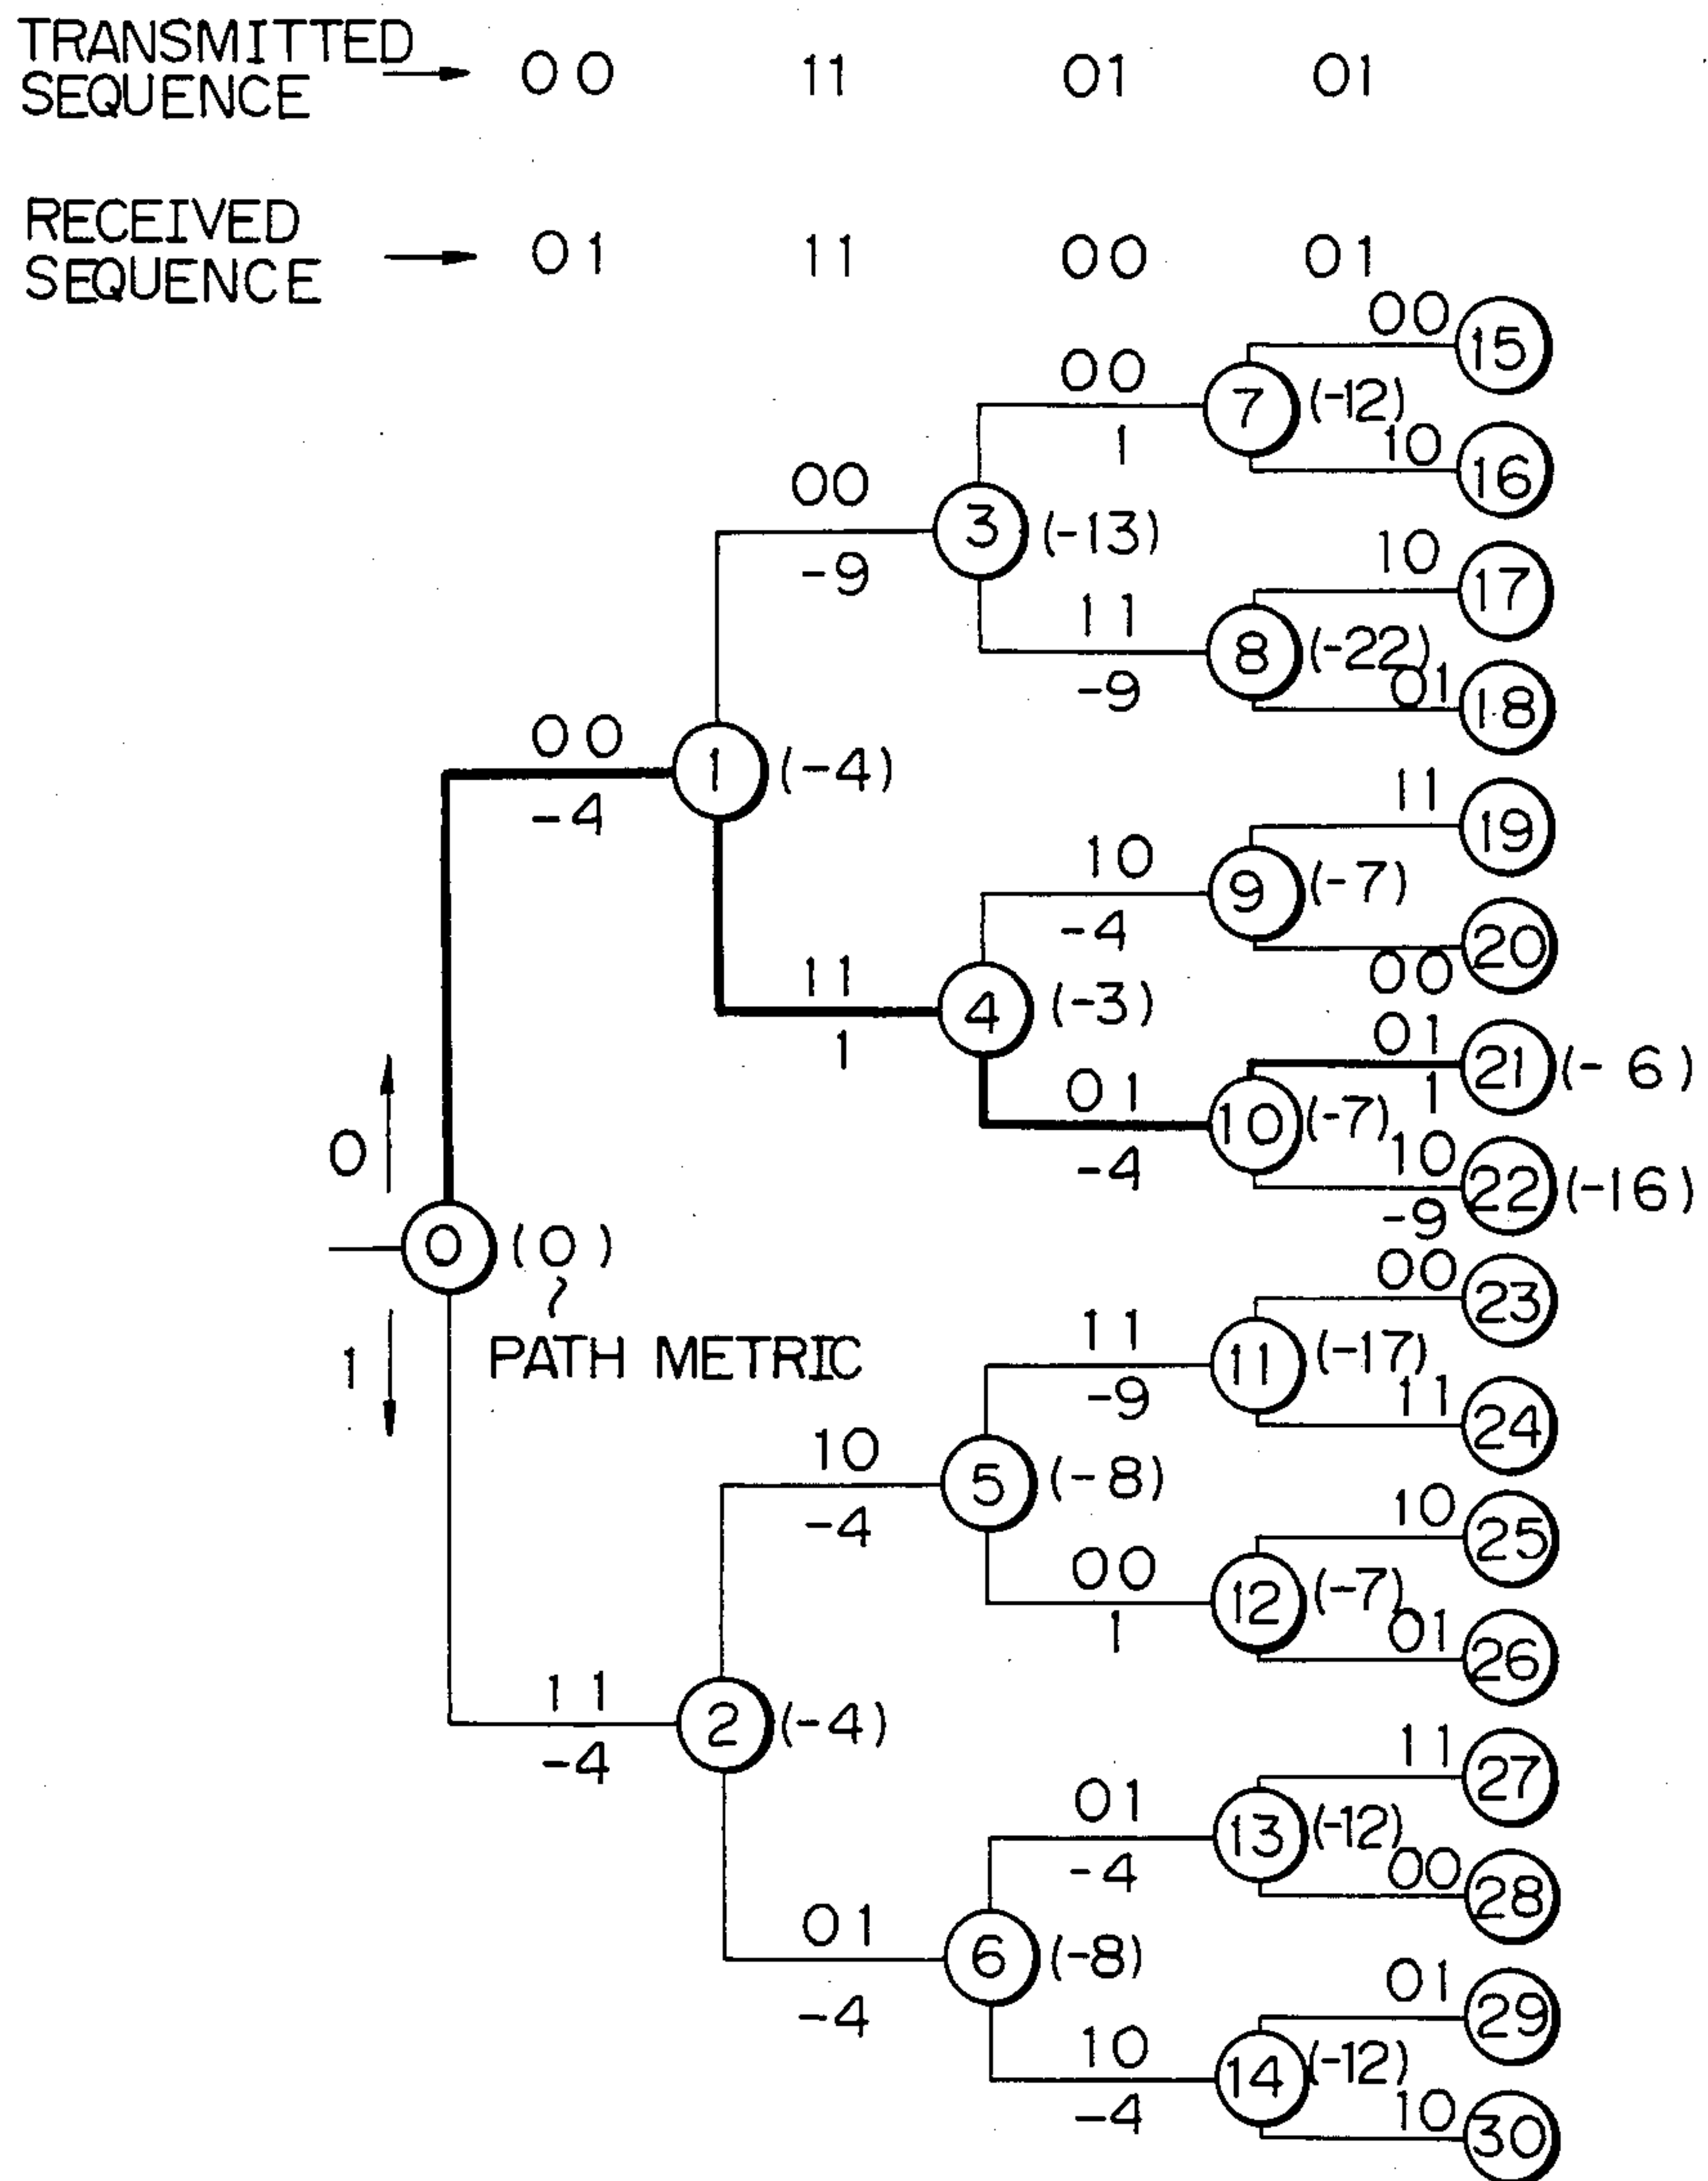 TRANSMITTED
SEQUENCE 00 11 01 01
RECEIVED
SEQUENCE 01 11 00 01
00 15
00 7 (-12)
1 10 16
00 3 (-13)
-9
10 17
11 8 (-22)
-9 01 18
00 1 (-4)
-4
11 19
10 9 (-7)
-4 20
00
11 4 (-3)
1
01 21 (-6)
1
01 10 (-7)
-4 10 22 (-16)
-9
0
0 (0)
PATH METRIC
1
00 23
11 11 (-17)
-9 11 24
10 5 (-8)
-4
10 25
00 12 (-7)
1 01 26
11 2 (-4)
-4
11 27
01 13 (-12)
-4 00 28
01 6 (-8)
-4
01 29
10 14 (-12)
-4 10 30